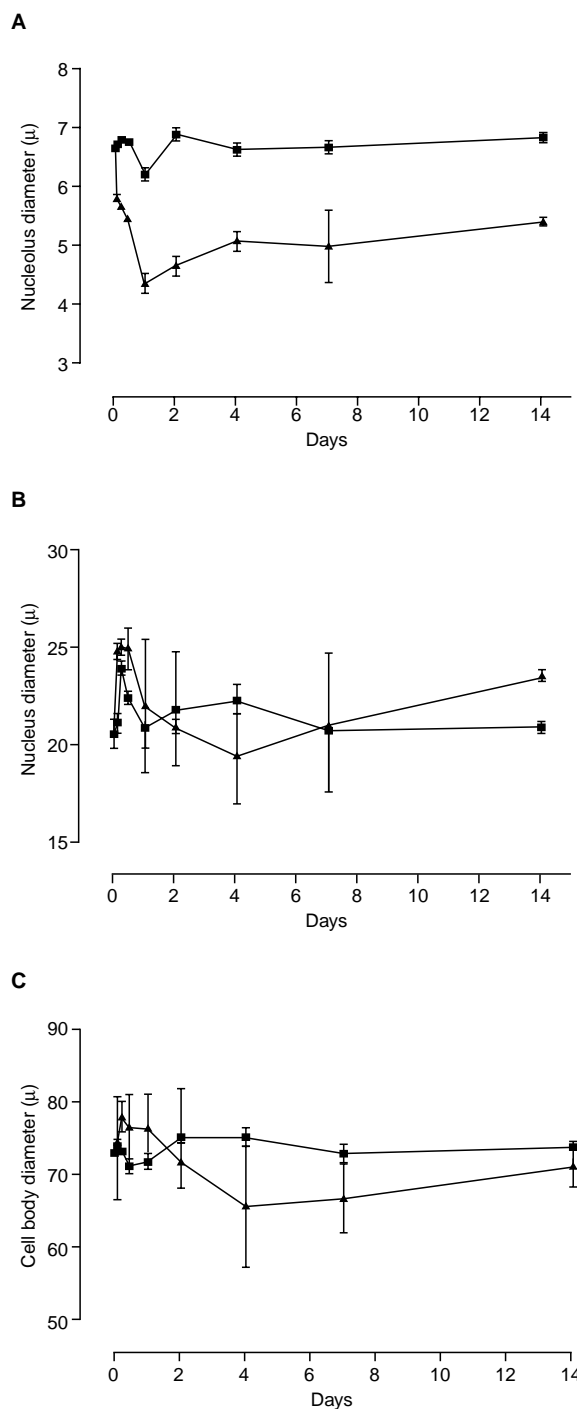 A
8
7
6
5
4
3
Nucleolus diameter (μ)
0 2 4 6 8 10 12 14
Days
B
30
25
20
15
Nucleus diameter (μ)
0 2 4 6 8 10 12 14
Days
C
90
80
70
60
50
Cell body diameter (μ)
0 2 4 6 8 10 12 14
Days